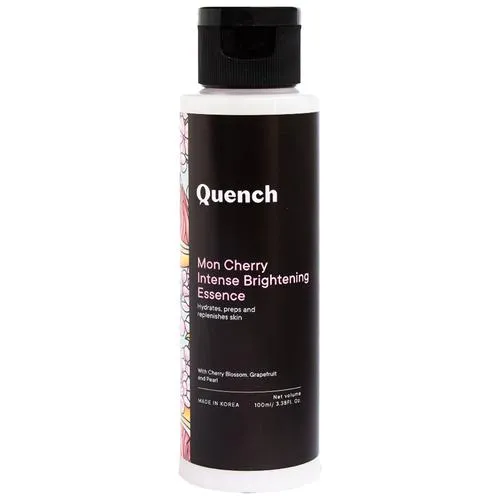 Quench
Mon Cherry
Intense Brightening
Essence
Hydrates, preps and
replenishes skin
With Cherry Blossom, Grapefruit
and Pearl
Net volume
MADE IN KOREA 100ml/ 3.38Fl. Oz.